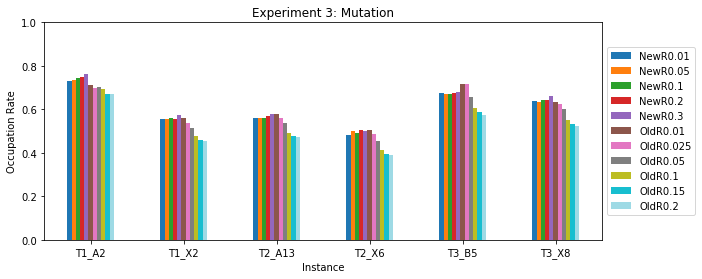 Experiment 3: Mutation
1.0
0.8
0.6
0.4
0.2
0.0
Occupation Rate
T1_A2
T1_X2
T2_A13
T2_X6
T3_B5
T3_X8
Instance
NewR0.01
NewR0.05
NewR0.1
NewR0.2
NewR0.3
OldR0.01
OldR0.025
OldR0.05
OldR0.1
OldR0.15
OldR0.2